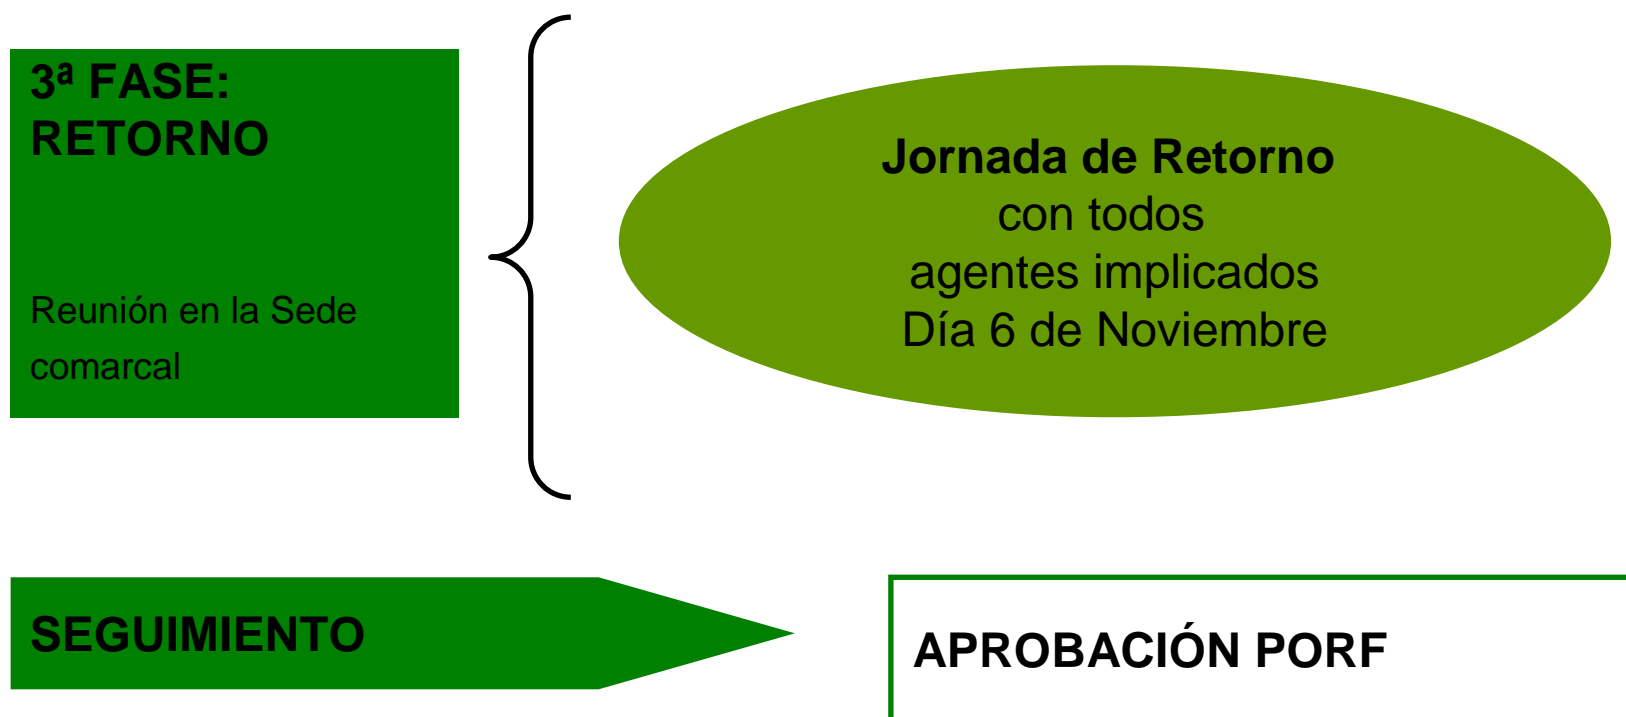 3ª FASE:
RETORNO
Reunión en la Sede
comarcal
Jornada de Retorno
con todos
agentes implicados
Día 6 de Noviembre
SEGUIMIENTO
APROBACIÓN PORF